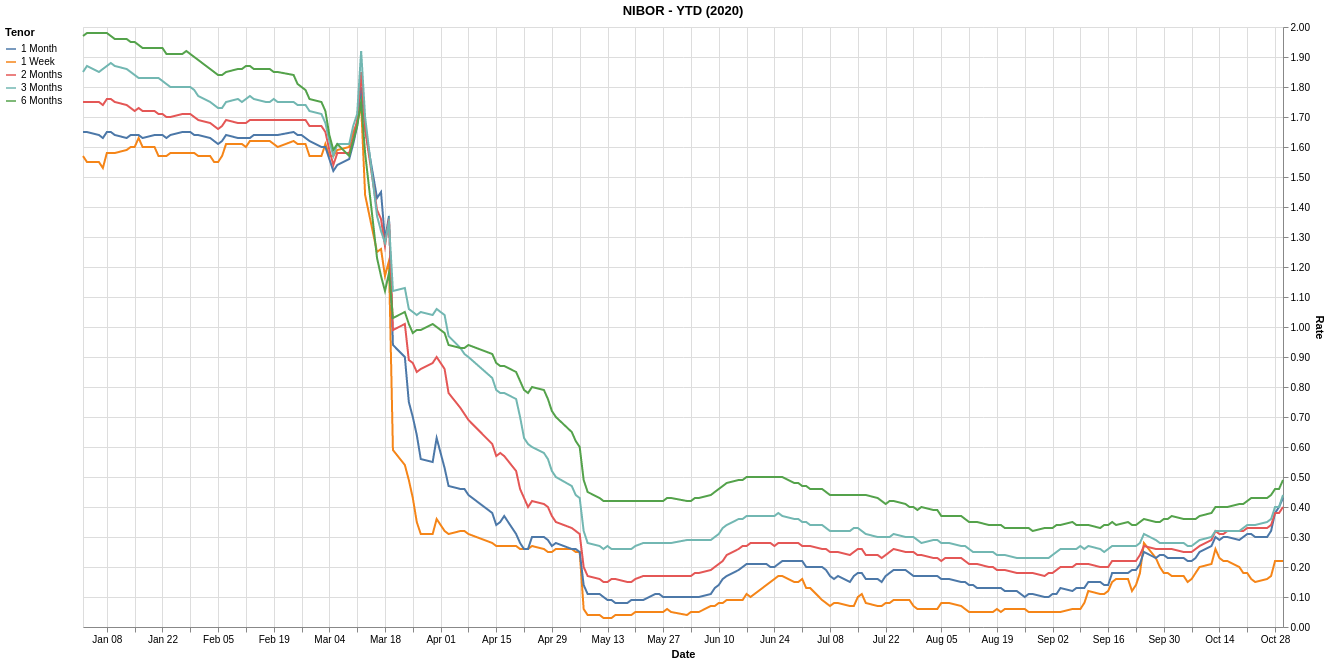 NIBOR - YTD (2020)
Tenor
1 Month
1 Week
2 Months
3 Months
6 Months
2.00
1.90
1.80
1.70
1.60
1.50
1.40
1.30
1.20
1.10
1.00
0.90
0.80
0.70
0.60
0.50
0.40
0.30
0.20
0.10
0.00
Rate
Jan 08 Jan 22 Feb 05 Feb 19 Mar 04 Mar 18 Apr 01 Apr 15 Apr 29 May 13 May 27 Jun 10 Jun 24 Jul 08 Jul 22 Aug 05 Aug 19 Sep 02 Sep 16 Sep 30 Oct 14 Oct 28
Date